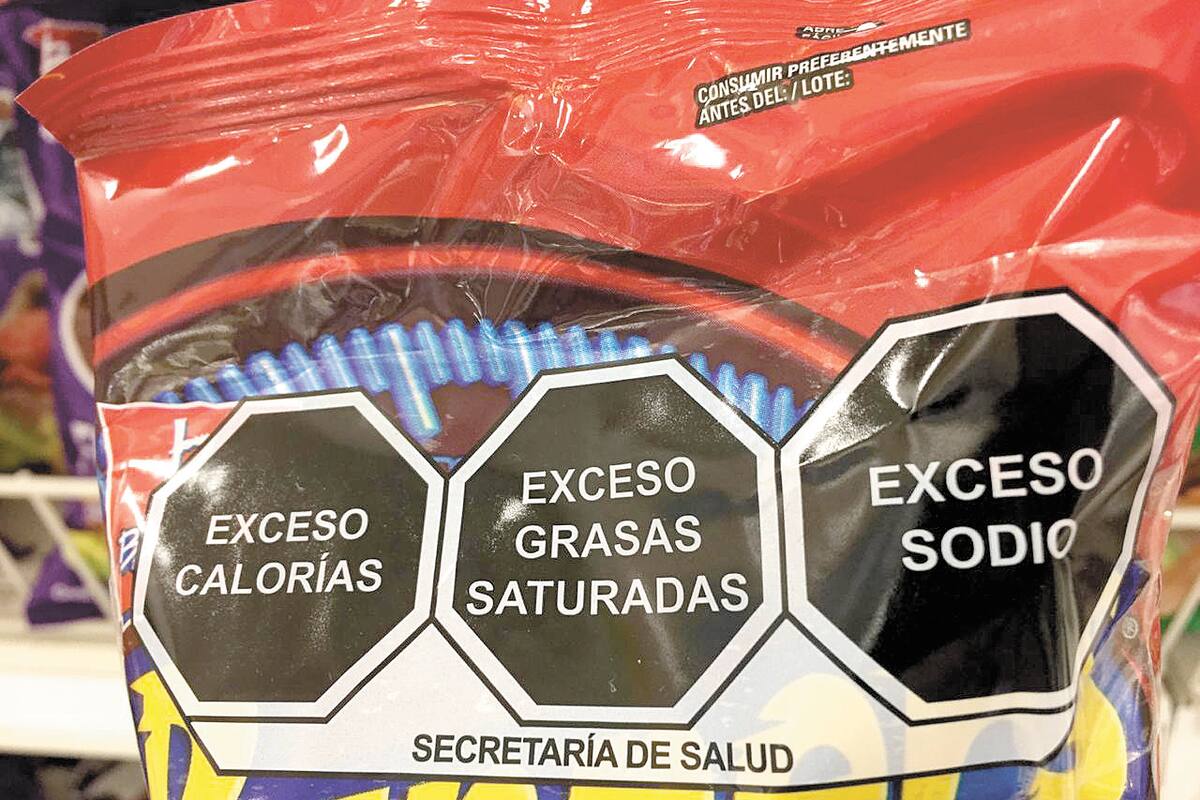 CONSUMIR PREFERENTEMENTE
ANTES DEL: / LOTE:
EXCESO
CALORÍAS
EXCESO
GRASAS
SATURADAS
EXCESO
SODIO
SECRETARÍA DE SALUD